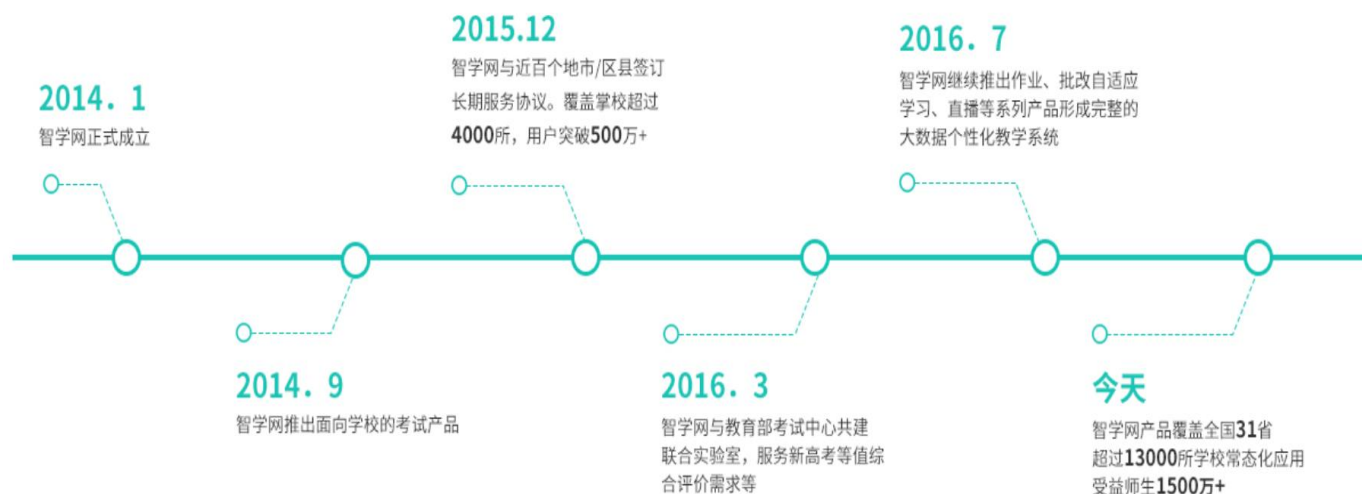 2014. 1
智学网正式成立
2014. 9
智学网推出面向学校的考试产品
2015.12
智学网与近百个地市/区县签订
长期服务协议。覆盖掌校超过
4000所，用户突破500万+
2016. 3
智学网与教育部考试中心共建
联合实验室，服务新高考等值综
合评价需求等
2016. 7
智学网继续推出作业、批改自适应
学习、直播等系列产品形成完整的
大数据个性化教学系统
今天
智学网产品覆盖全国31省
超过13000所学校常态化应用
受益师生1500万+